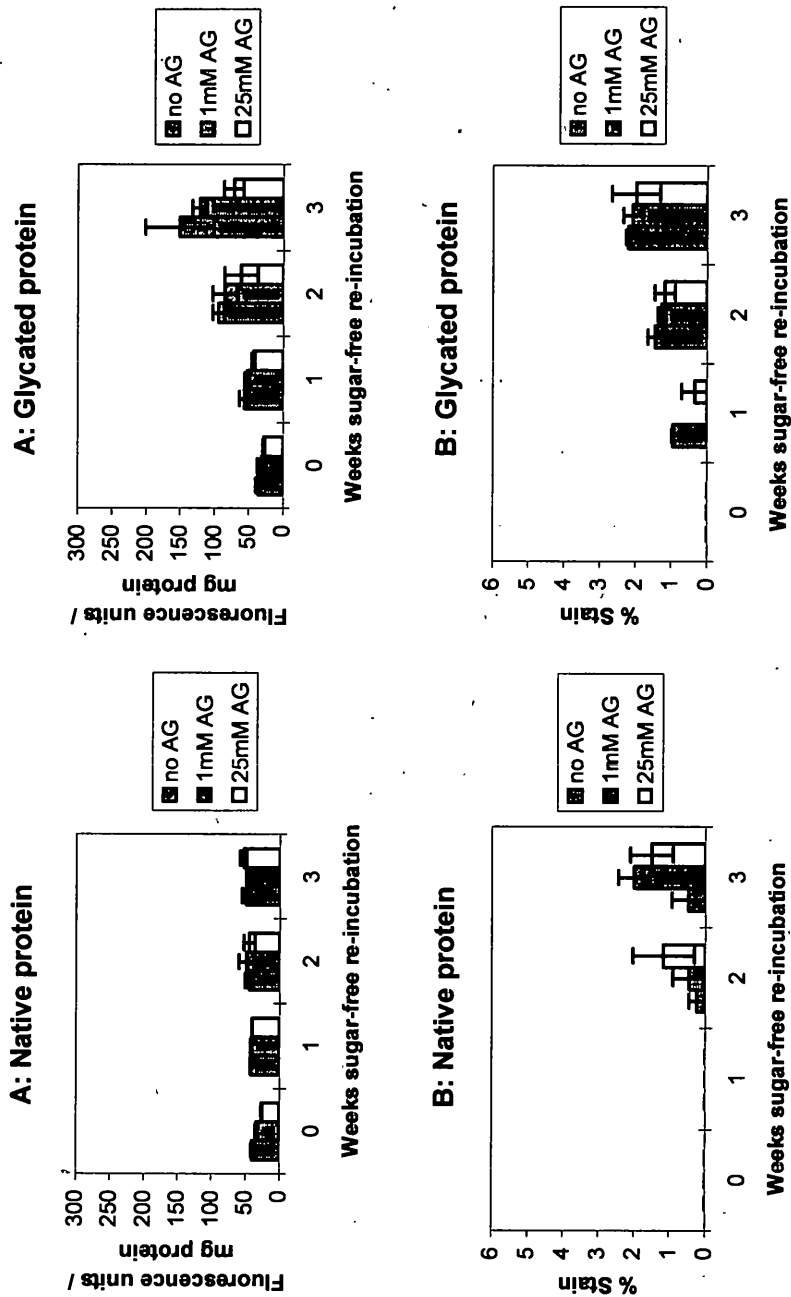 A: Native protein
Fluorescence units /
mg protein
300
250
200
150
100
50
0
0 1 2 3
Weeks sugar-free re-incubation
no AG
1mM AG
25mM AG
A: Glycated protein
Fluorescence units /
mg protein
300
250
200
150
100
50
0
0 1 2 3
Weeks sugar-free re-incubation
no AG
1mM AG
25mM AG
B: Native protein
% Stain
6
5
4
3
2
1
0
0 1 2 3
Weeks sugar-free re-incubation
no AG
1mM AG
25mM AG
B: Glycated protein
% Stain
6
5
4
3
2
1
0
0 1 2 3
Weeks sugar-free re-incubation
no AG
1mM AG
25mM AG